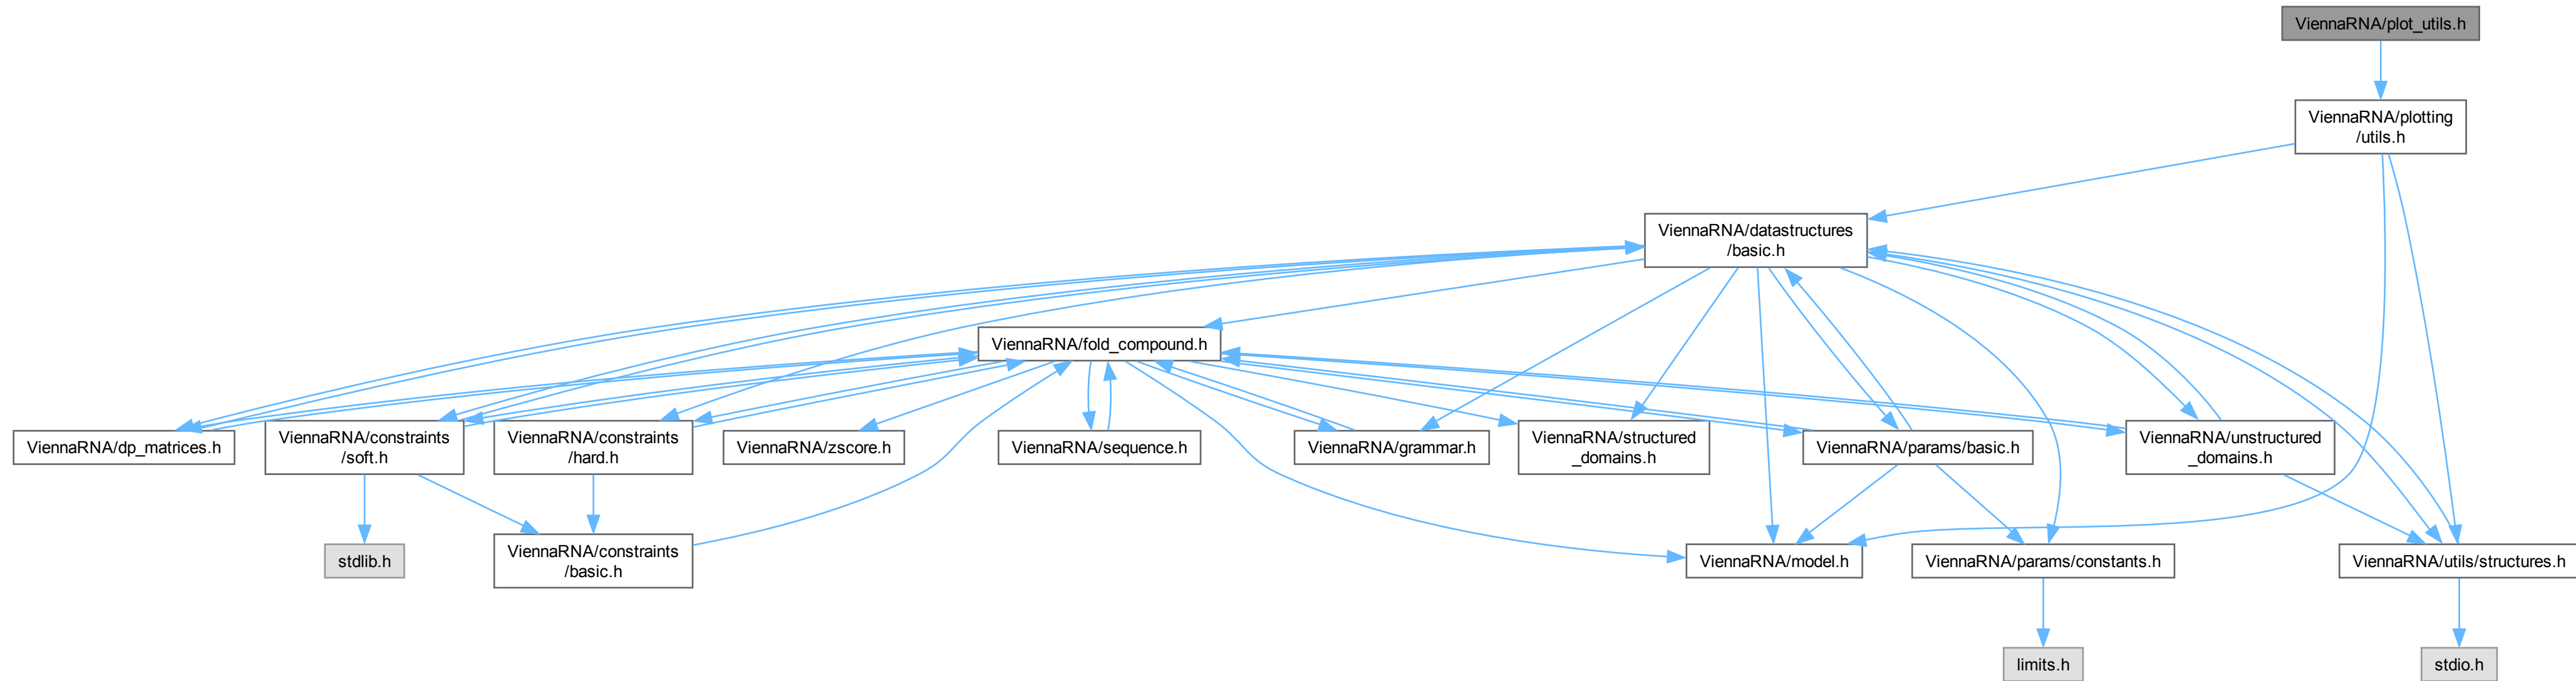 ViennaRNA/plot_utils.h
ViennaRNA/plotting
/utils.h
ViennaRNA/datastructures
/basic.h
ViennaRNA/fold_compound.h
ViennaRNA/dp_matrices.h
ViennaRNA/constraints
/soft.h
ViennaRNA/constraints
/hard.h
ViennaRNA/zscore.h
ViennaRNA/sequence.h
ViennaRNA/grammar.h
ViennaRNA/structured
_domains.h
ViennaRNA/params/basic.h
ViennaRNA/unstructured
_domains.h
stdlib.h
ViennaRNA/constraints
/basic.h
ViennaRNA/model.h
ViennaRNA/params/constants.h
ViennaRNA/utils/structures.h
limits.h
stdio.h